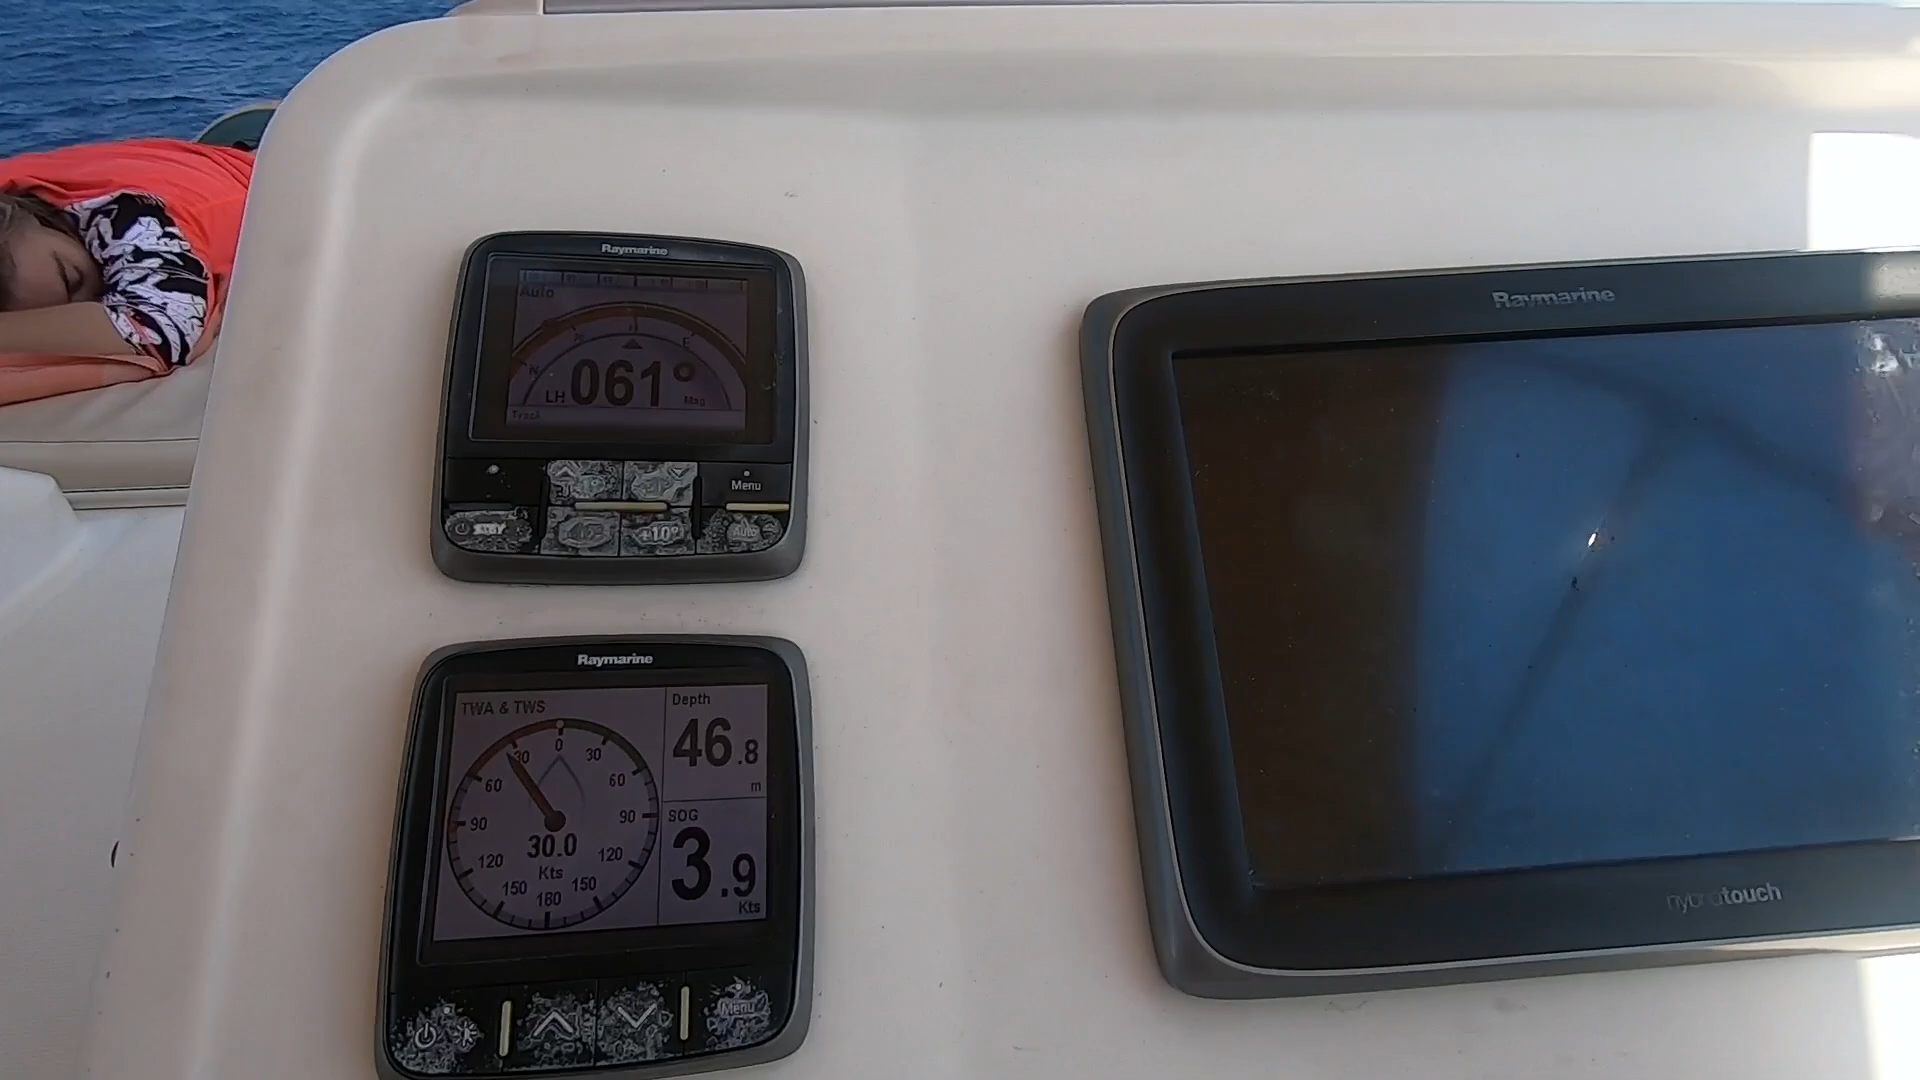 Raymarine
Auto
N
E
LH 061° Mag
Track
Menu
STBY
+10°
Auto
Raymarine
TWA & TWS
0
30
30
60
60
90
90
120
120
150
150
180
30.0
Kts
Depth
46.8
m
SOG
3.9
Kts
Menu
Raymarine
hybridtouch